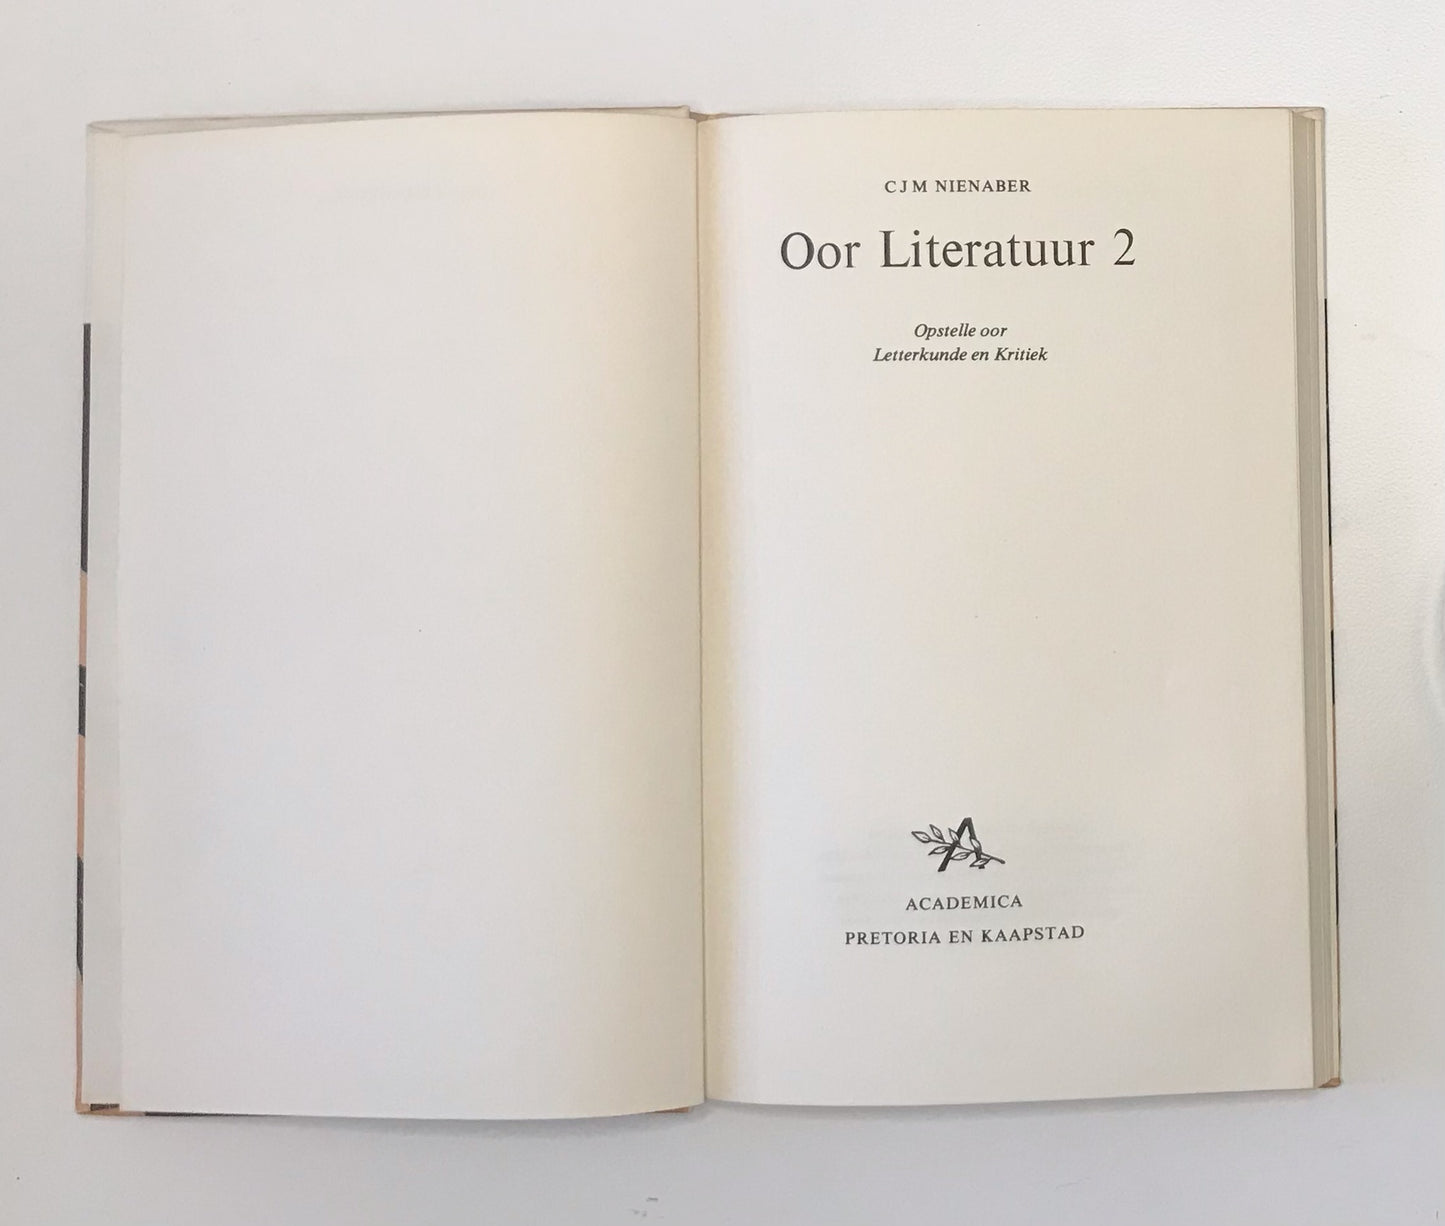 C J M NIENABER
Oor Literatuur 2
Opstelle oor
Letterkunde en Kritiek
ACADEMICA
PRETORIA EN KAAPSTAD